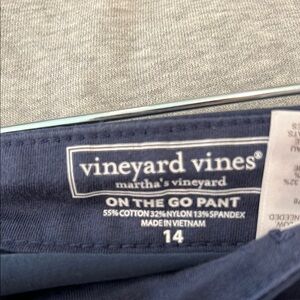 vineyard vines®
martha's vineyard
ON THE GO PANT
55% COTTON 32% NYLON 13% SPANDEX
MADE IN VIETNAM
14